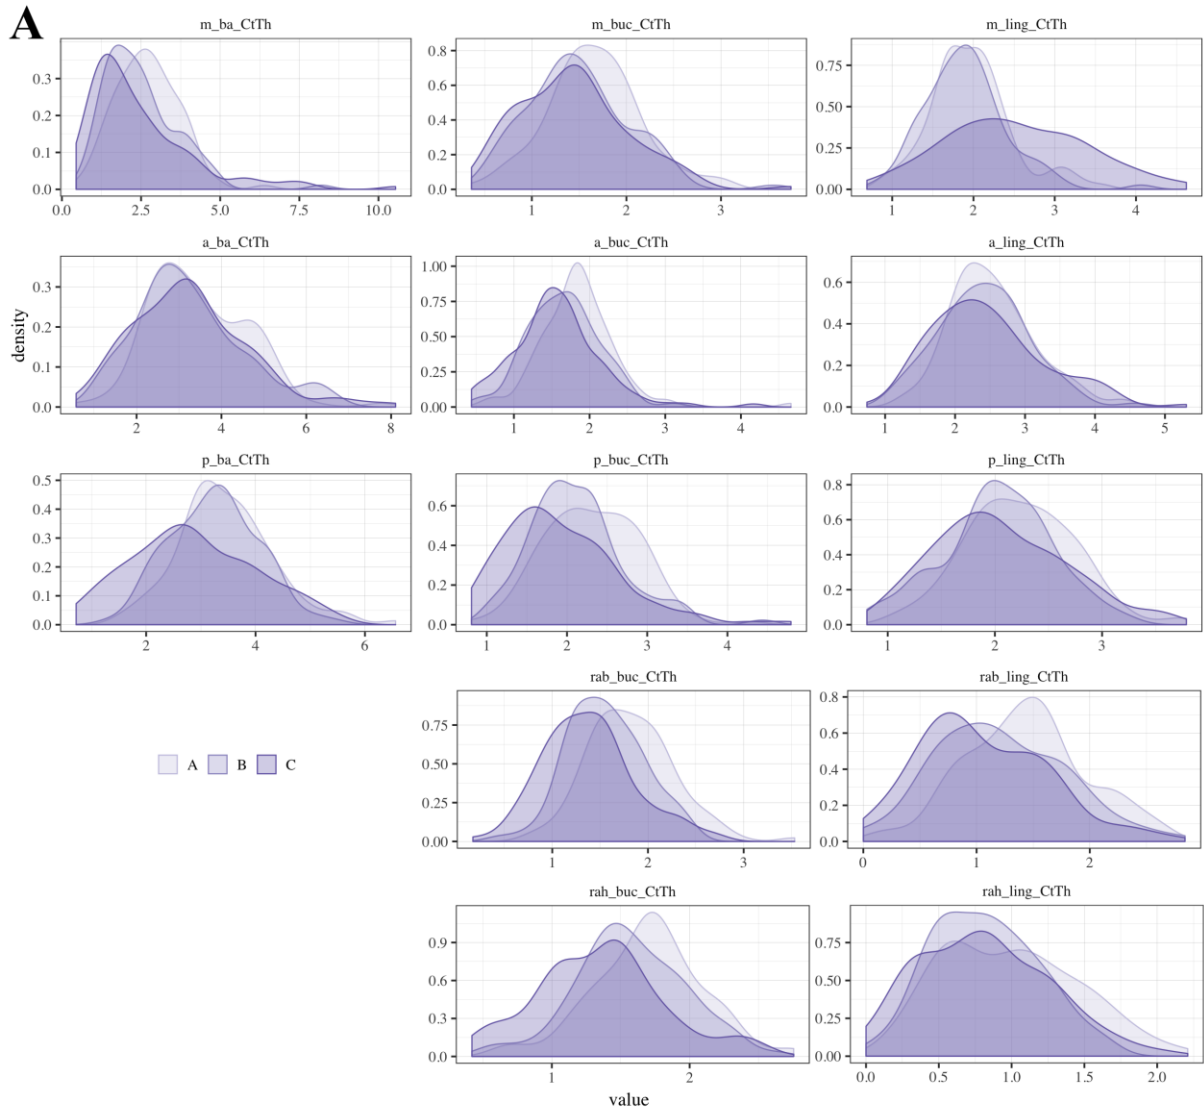 A
m_ba_CtTh m_buc_CtTh m_ling_CtTh
0.3 0.2 0.1 0.0
0.0 2.5 5.0 7.5 10.0
0.8 0.6 0.4 0.2 0.0
1 2 3
0.75 0.50 0.25 0.00
1 2 3 4
a_ba_CtTh a_buc_CtTh a_ling_CtTh
density
0.3 0.2 0.1 0.0
2 4 6 8
1.00 0.75 0.50 0.25 0.00
1 2 3 4
0.6 0.4 0.2 0.0
1 2 3 4 5
p_ba_CtTh p_buc_CtTh p_ling_CtTh
0.5 0.4 0.3 0.2 0.1 0.0
2 4 6
0.6 0.4 0.2 0.0
1 2 3 4
0.8 0.6 0.4 0.2 0.0
1 2 3
rab_buc_CtTh rab_ling_CtTh
0.75 0.50 0.25 0.00
1 2 3
0.8 0.6 0.4 0.2 0.0
0 1 2
A B C
rah_buc_CtTh rah_ling_CtTh
0.9 0.6 0.3 0.0
1 2
0.75 0.50 0.25 0.00
0.0 0.5 1.0 1.5 2.0
value